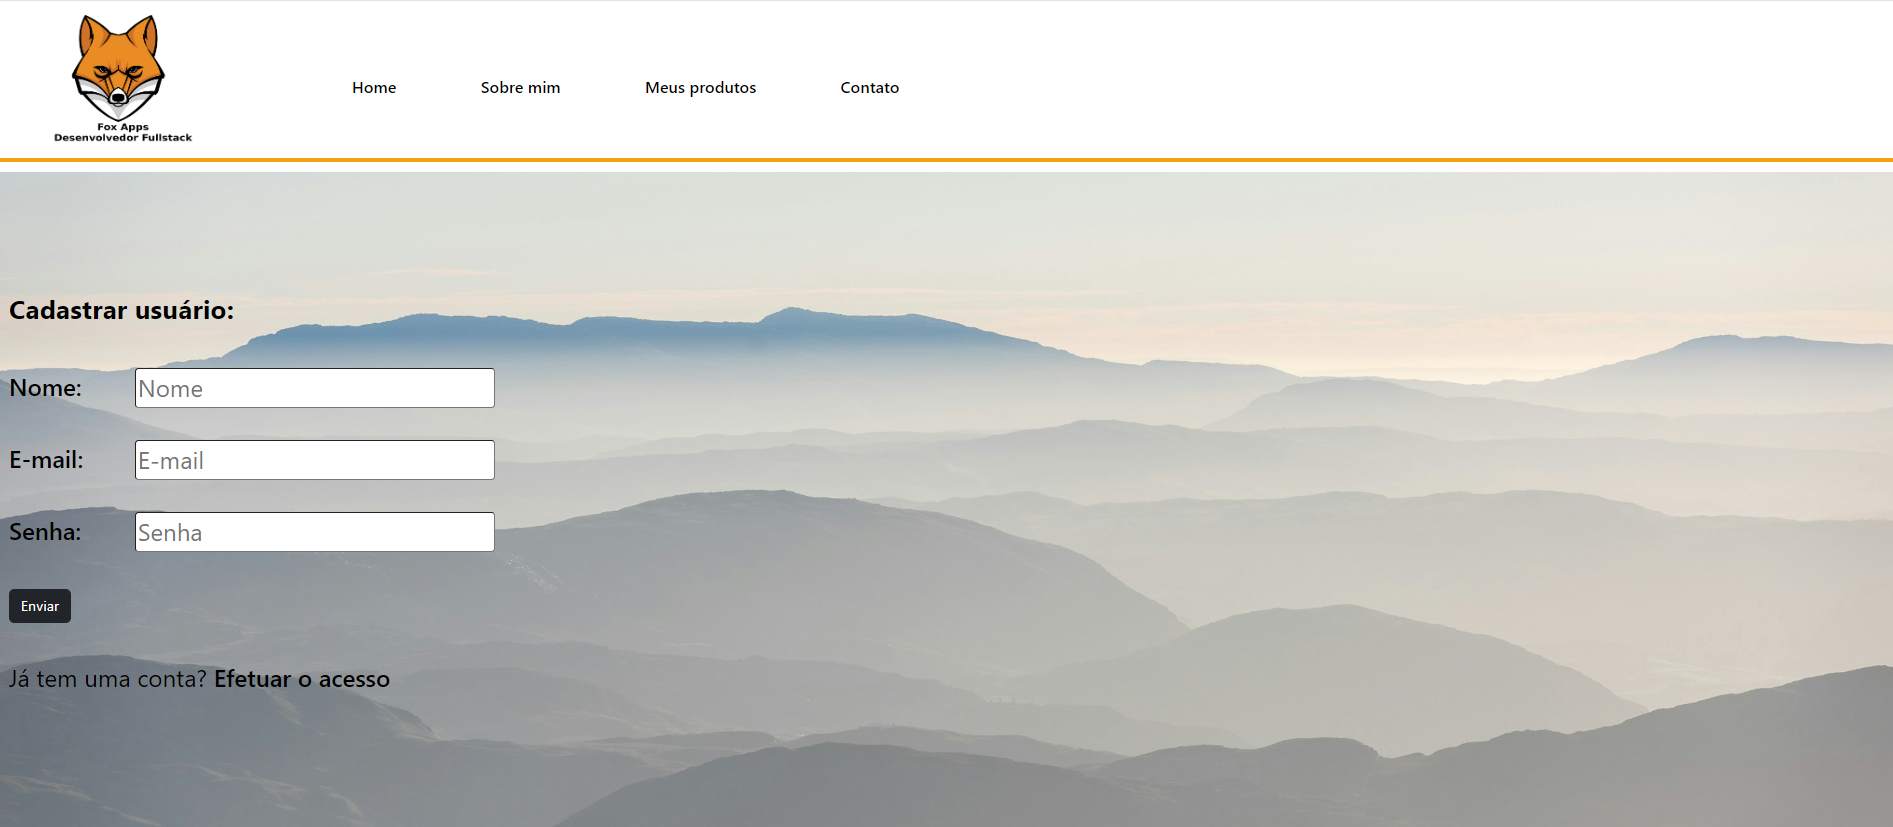 Fox Apps
Desenvolvedor Fullstack
Home
Sobre mim
Meus produtos
Contato
Cadastrar usuário:
Nome:
Nome
E-mail:
E-mail
Senha:
Senha
Enviar
Já tem uma conta? Efetuar o acesso